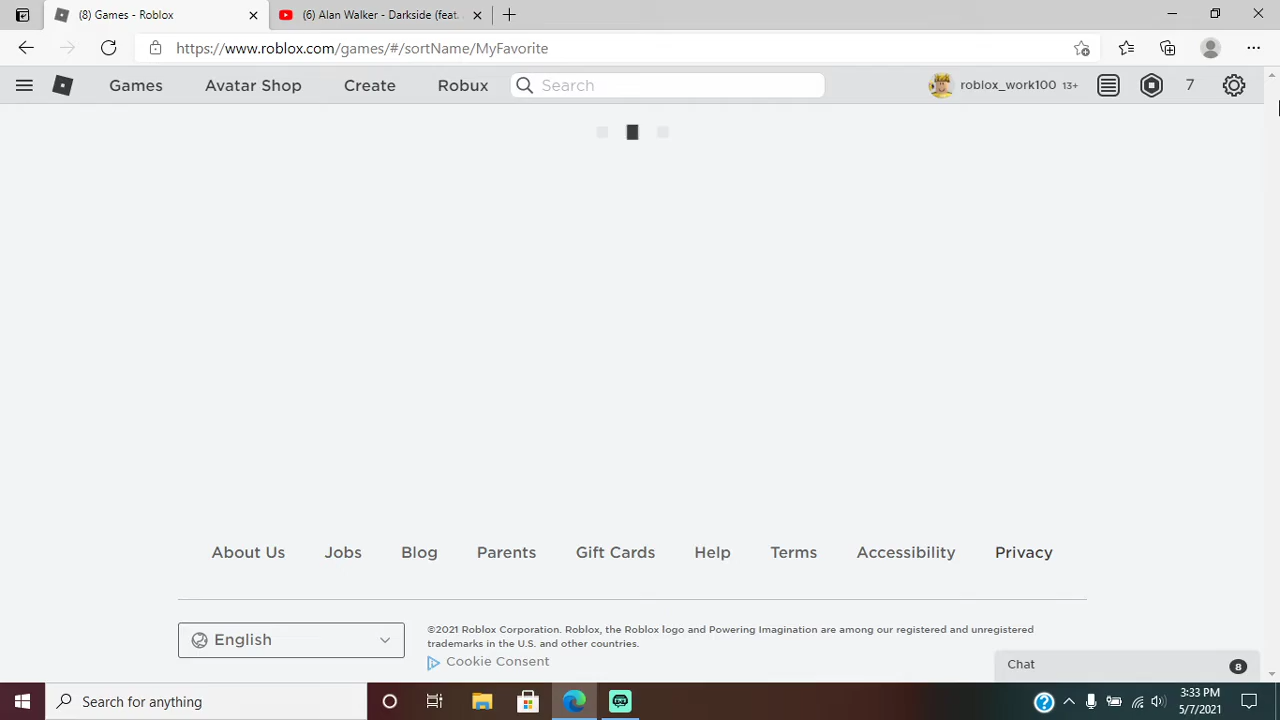 (8) Games - Roblox
(6) Alan Walker - Darkside (feat.
https://www.roblox.com/games/#/sortName/MyFavorite
Games Avatar Shop Create Robux Search roblox_work100 13+ 7
About Us Jobs Blog Parents Gift Cards Help Terms Accessibility Privacy
English
©2021 Roblox Corporation. Roblox, the Roblox logo and Powering Imagination are among our registered and unregistered
trademarks in the U.S. and other countries.
Cookie Consent
Chat 8
Search for anything
3:33 PM
5/7/2021